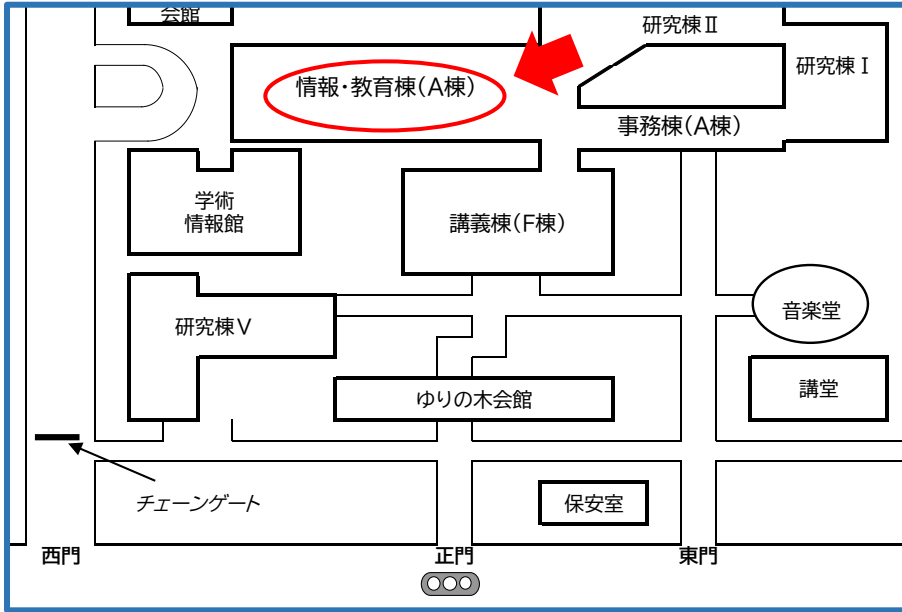 会館
研究棟Ⅱ
情報・教育棟(A棟)
研究棟Ⅰ
事務棟(A棟)
学術
情報館
講義棟(F棟)
音楽堂
研究棟Ⅴ
講堂
ゆりの木会館
チェーンゲート
保安室
西門
正門
東門